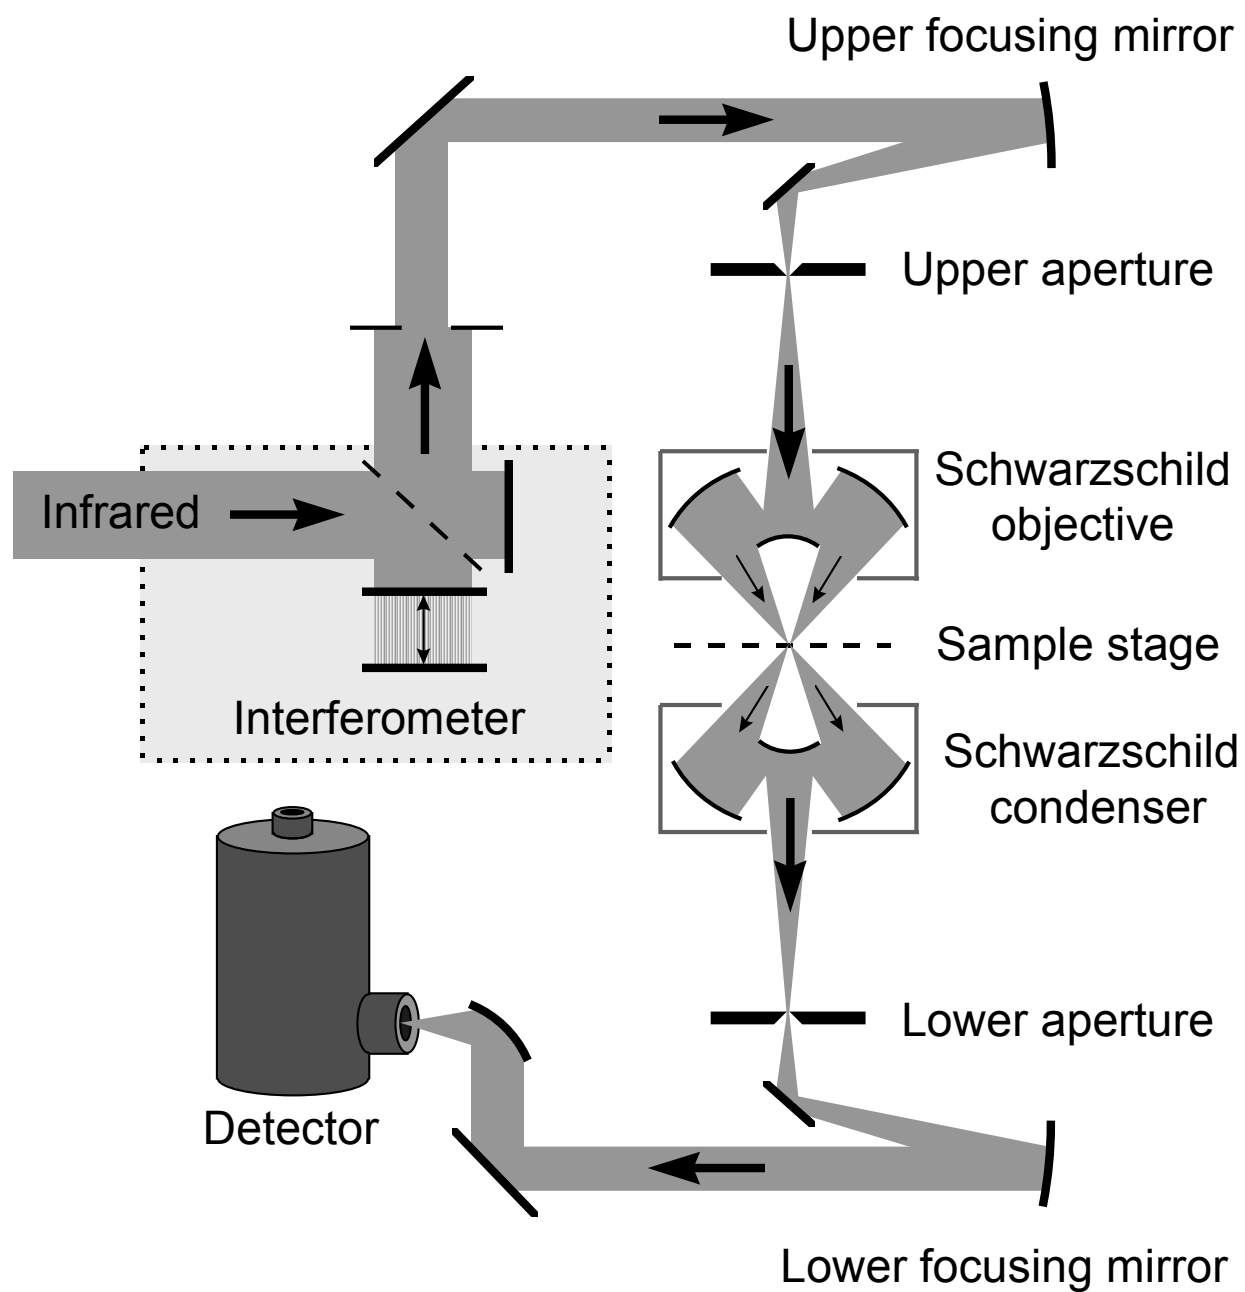 Upper focusing mirror
Upper aperture
Schwarzschild
objective
Infrared
Sample stage
Interferometer
Schwarzschild
condenser
Lower aperture
Detector
Lower focusing mirror